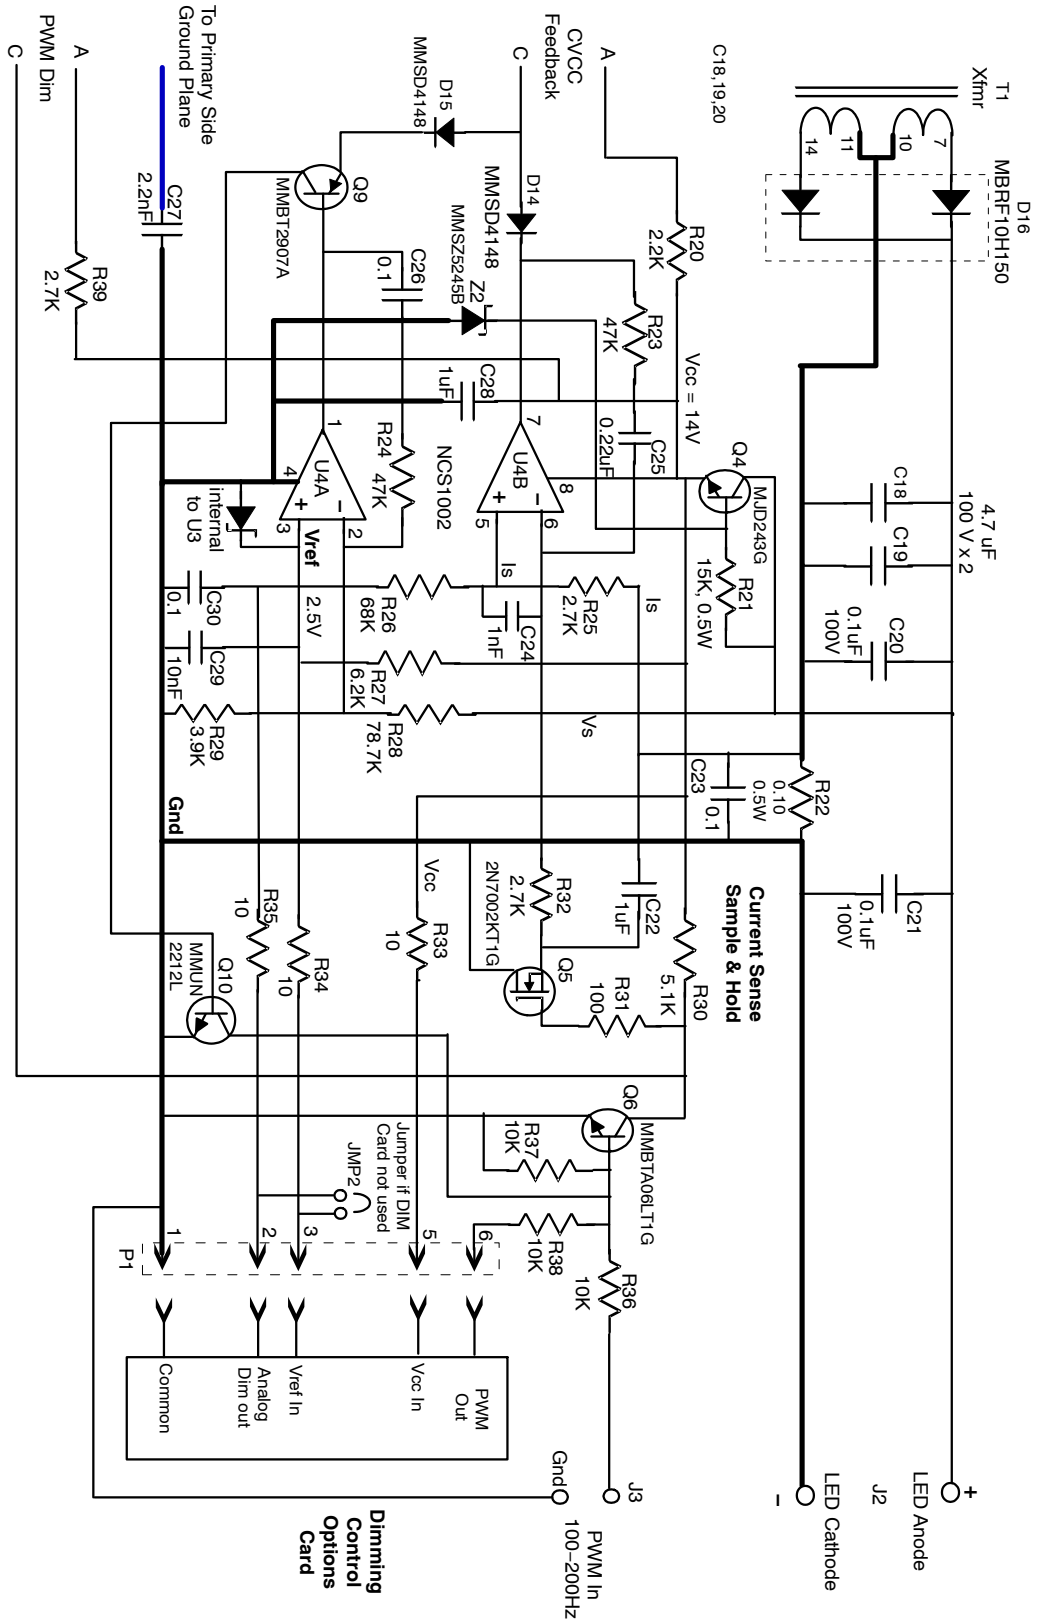 T1
Xfmr
7
10
11
14
D16
MBRF10H150
C18,19,20
4.7 uF
100 V x 2
C18
C19
C20
0.1uF
100V
C21
0.1uF
100V
+
LED Anode
J2
LED Cathode
–
A
CVCC
Feedback
C
R20
2.2K
Vcc = 14V
Q4
MJD243G
R21
15K, 0.5W
R22
0.10
0.5W
C23
0.1
Current Sense
Sample & Hold
D14
MMSD4148
D15
MMSD4148
R23
47K
C25
0.22uF
Z2
MMSZ5245B
C28
1uF
7
U4B
8
–
+
6
5
NCS1002
Is
Is
R25
2.7K
C24
1nF
Vs
C22
1uF
R32
2.7K
Q5
2N7002KT1G
R30
5.1K
R31
100
Q6
MMBTA06LT1G
R37
10K
R38
10K
R36
10K
J3
PWM In
100–200Hz
Gnd
Q9
MMBT2907A
C26
0.1
R24
47K
1
U4A
4
–
+
2
3
Vref
2.5V
internal
to U3
R26
68K
R27
6.2K
R28
78.7K
R29
3.9K
C30
0.1
C29
10nF
Gnd
Vcc
R33
10
R34
10
R35
10
Q10
MMUN
2212L
Jumper if DIM
Card not used
JMP2
6
5
3
2
1
P1
PWM
Out
Vcc In
Vref In
Analog
Dim out
Common
Dimming
Control
Options
Card
To Primary Side
Ground Plane
C27
2.2nF
A
PWM Dim
C
R39
2.7K